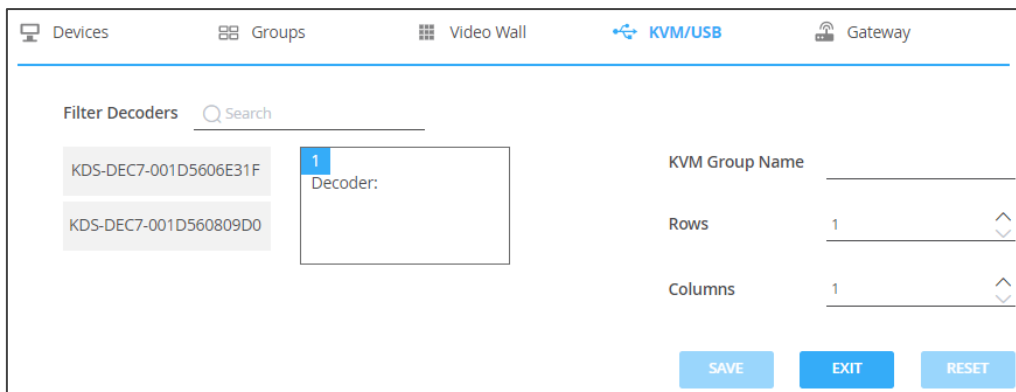 Devices
Groups
Video Wall
KVM/USB
Gateway
Filter Decoders
Search
KDS-DEC7-001D5606E31F
KDS-DEC7-001D560809D0
1
Decoder:
KVM Group Name
Rows
1
Columns
1
SAVE
EXIT
RESET